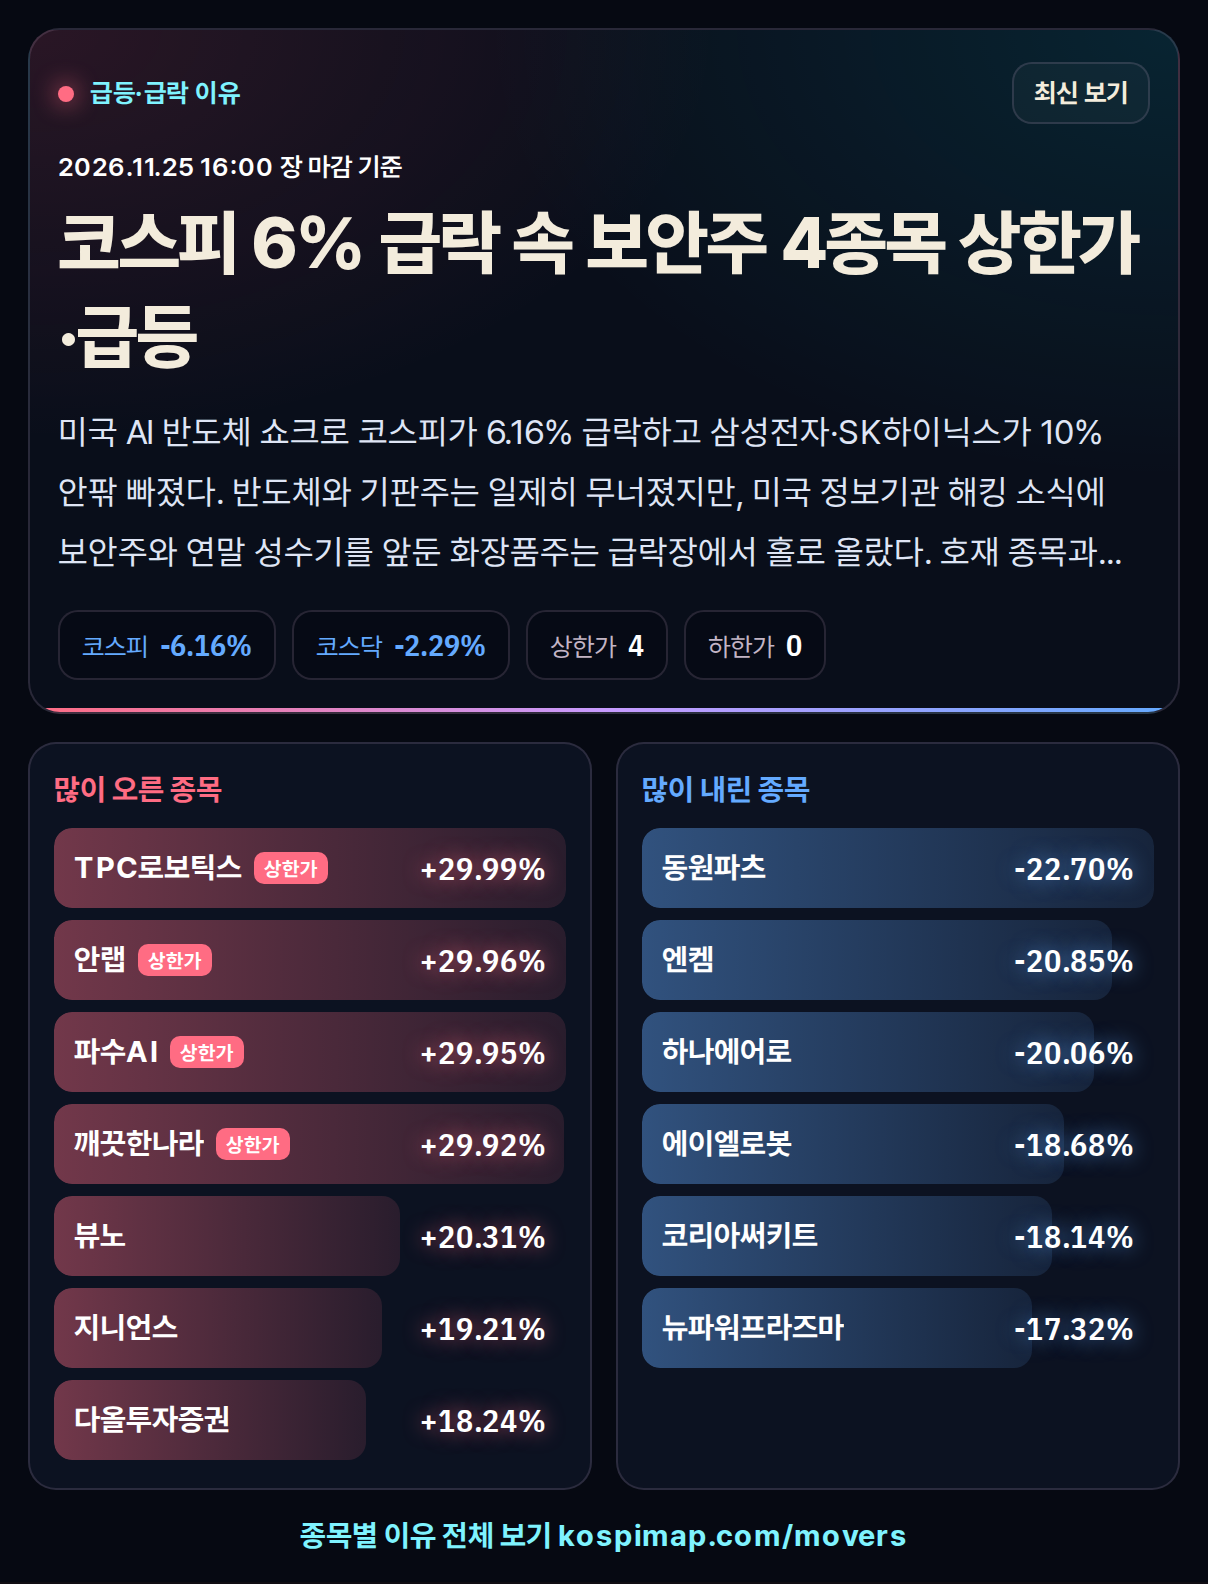 급등·급락 이유
최신 보기
2026.11.25 16:00 장 마감 기준
코스피 6% 급락 속 보안주 4종목 상한가
·급등
미국 AI 반도체 쇼크로 코스피가 6.16% 급락하고 삼성전자·SK하이닉스가 10%
안팎 빠졌다. 반도체와 기판주는 일제히 무너졌지만, 미국 정보기관 해킹 소식에
보안주와 연말 성수기를 앞둔 화장품주는 급락장에서 홀로 올랐다. 호재 종목과...
코스피 -6.16%
코스닥 -2.29%
상한가 4
하한가 0
많이 오른 종목
TPC로보틱스 상한가 +29.99%
안랩 상한가 +29.96%
파수AI 상한가 +29.95%
깨끗한나라 상한가 +29.92%
뷰노 +20.31%
지니언스 +19.21%
다올투자증권 +18.24%
많이 내린 종목
동원파츠 -22.70%
엔켐 -20.85%
하나에어로 -20.06%
에이엘로봇 -18.68%
코리아써키트 -18.14%
뉴파워프라즈마 -17.32%
종목별 이유 전체 보기 kospimap.com/movers